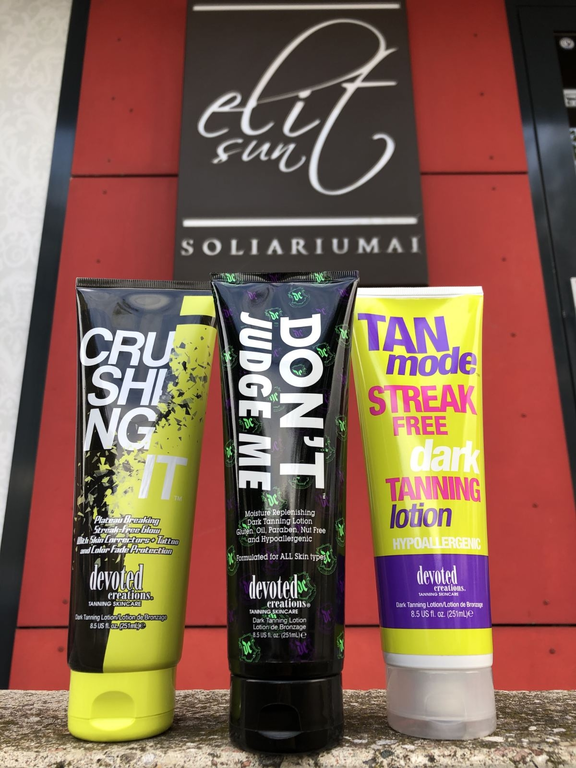 elit
sun
SOLIARIUMAI
CRU
SHI
NG
IT™
Plateau Breaking
Streak-Free Glow
With Skin Correctors + Tattoo
and Color Fade Protection
devoted
creations.
TANNING SKINCARE
Dark Tanning Lotion/Lotion de Bronzage
8.5 US fl. oz. (251mL)℮
DON'T
JUDGE ME™
Moisture Replenishing
Dark Tanning Lotion
Gluten, Oil, Paraben, Nut Free
and Hypoallergenic
Formulated for ALL Skin types
devoted
creations®
TANNING SKINCARE
Dark Tanning Lotion
Lotion de Bronzage
8.5 US fl. oz. (251mL)℮
TAN
mode™
STREAK
FREE
dark
TANNING
lotion
HYPOALLERGENIC
devoted
creations.
TANNING SKINCARE
Dark Tanning Lotion/Lotion de Bronzage
8.5 US fl. oz. (251mL)℮